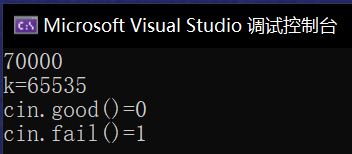 Microsoft Visual Studio 调试控制台
70000
k=65535
cin.good()=0
cin.fail()=1